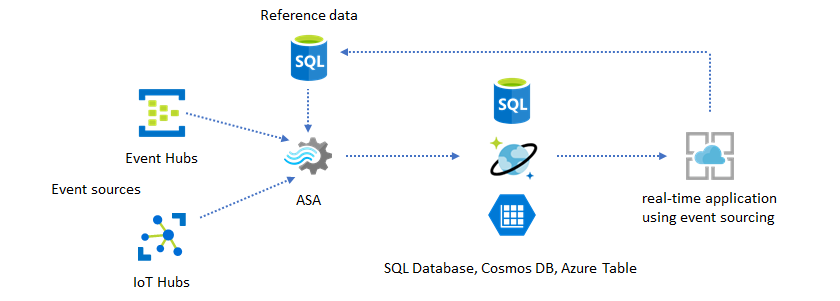 Reference data
SQL
SQL
Event Hubs
Event sources
ASA
real-time application
using event sourcing
IoT Hubs
SQL Database, Cosmos DB, Azure Table